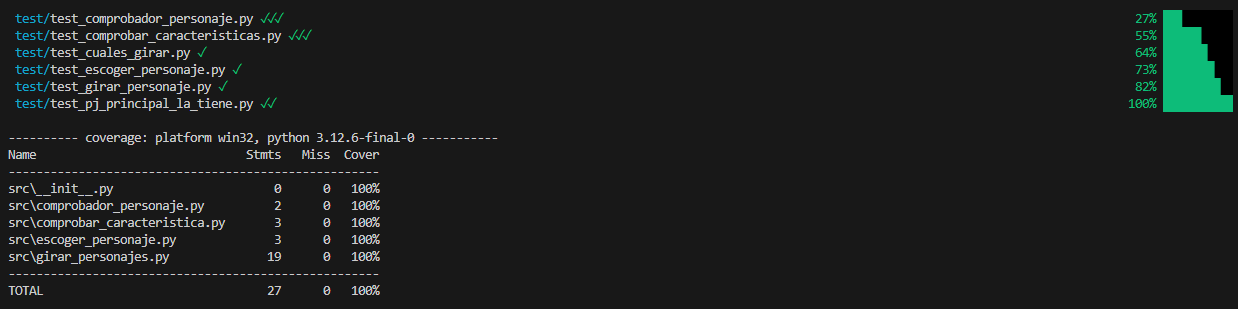 test/test_comprobador_personaje.py ✓✓✓ 27%
test/test_comprobar_caracteristicas.py ✓✓✓ 55%
test/test_cuales_girar.py ✓ 64%
test/test_escoger_personaje.py ✓ 73%
test/test_girar_personaje.py ✓ 82%
test/test_pj_principal_la_tiene.py ✓✓ 100%
---------- coverage: platform win32, python 3.12.6-final-0 -----------
Name Stmts Miss Cover
------------------------------------------------------
src\__init__.py 0 0 100%
src\comprobador_personaje.py 2 0 100%
src\comprobar_caracteristica.py 3 0 100%
src\escoger_personaje.py 3 0 100%
src\girar_personajes.py 19 0 100%
------------------------------------------------------
TOTAL 27 0 100%